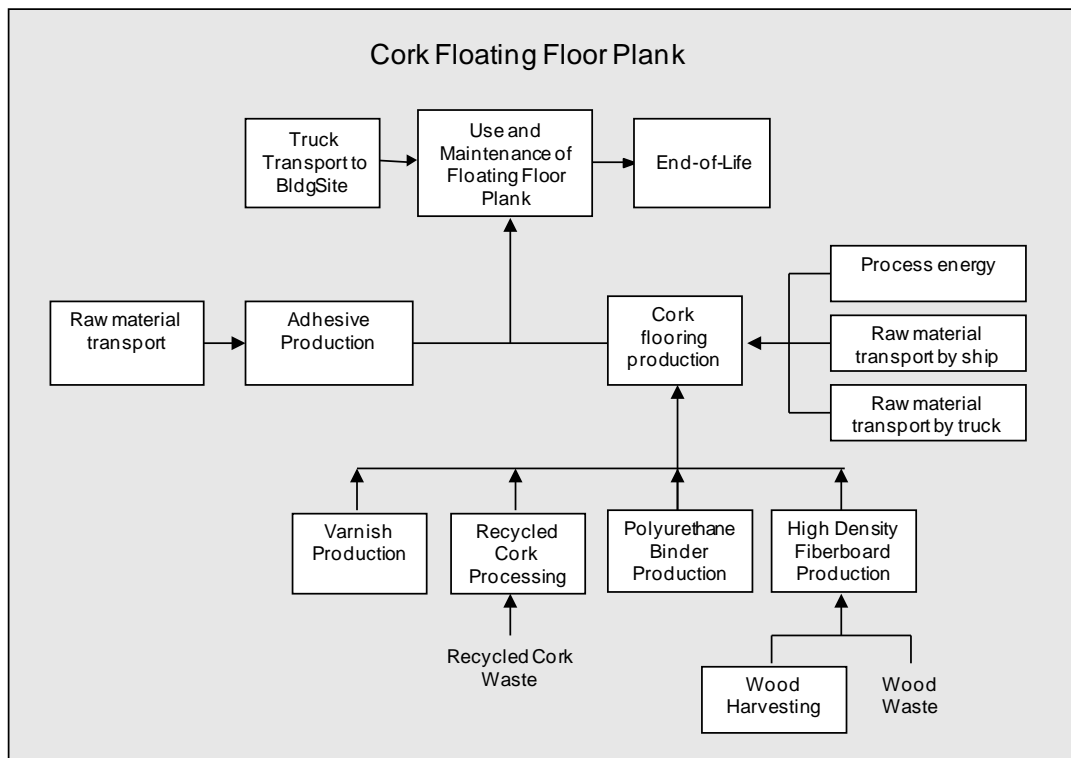 Cork Floating Floor Plank
Truck
Transport to
BldgSite
Use and
Maintenance of
Floating Floor
Plank
End-of-Life
Process energy
Raw material
transport
Adhesive
Production
Cork
flooring
production
Raw material
transport by ship
Raw material
transport by truck
Varnish
Production
Recycled
Cork
Processing
Polyurethane
Binder
Production
High Density
Fiberboard
Production
Recycled Cork
Waste
Wood
Harvesting
Wood
Waste